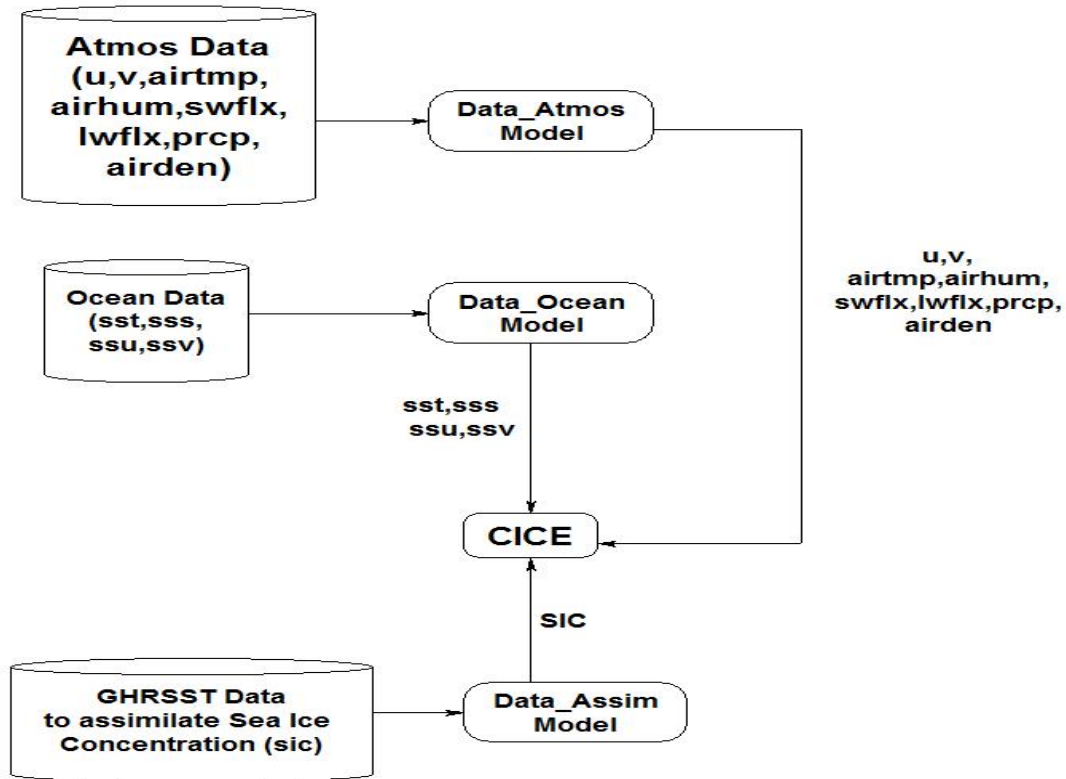 Atmos Data
(u,v,airtmp,
airhum,swflx,
lwflx,prcp,
airden)
Data_Atmos
Model
u,v,
airtmp,airhum,
swflx,lwflx,prcp,
airden
Ocean Data
(sst,sss,
ssu,ssv)
Data_Ocean
Model
sst,sss
ssu,ssv
CICE
SIC
GHRSST Data
to assimilate Sea Ice
Concentration (sic)
Data_Assim
Model